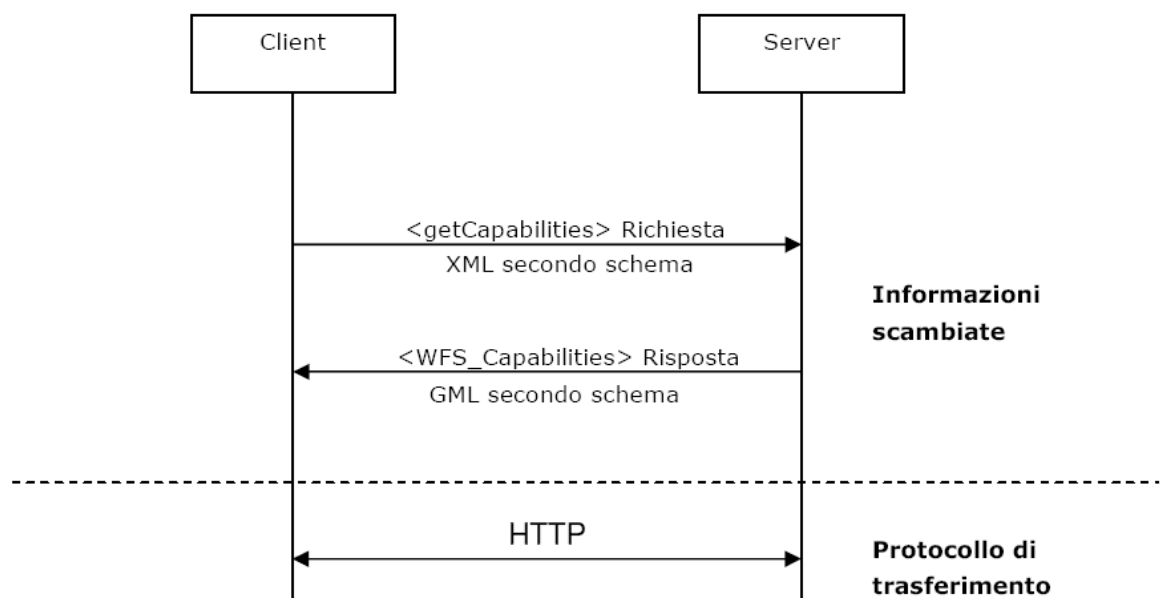 Client
Server
<getCapabilities> Richiesta
XML secondo schema
Informazioni
scambiate
<WFS_Capabilities> Risposta
GML secondo schema
HTTP
Protocollo di
trasferimento